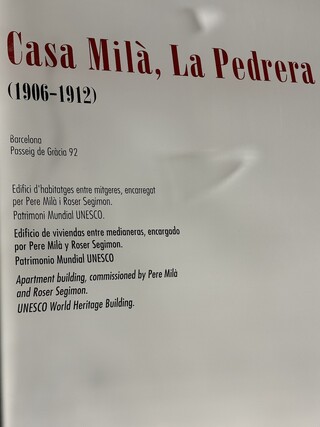 Casa Milà, La Pedrera
(1906-1912)
Barcelona
Passeig de Gràcia 92
Edifici d'habitatges entre mitgeres, encarregat
per Pere Milà i Roser Segimon.
Patrimoni Mundial UNESCO.
Edificio de viviendas entre medianeras, encargado
por Pere Milà y Roser Segimon.
Patrimonio Mundial UNESCO
Apartment building, commissioned by Pere Milà
and Roser Segimon.
UNESCO World Heritage Building.